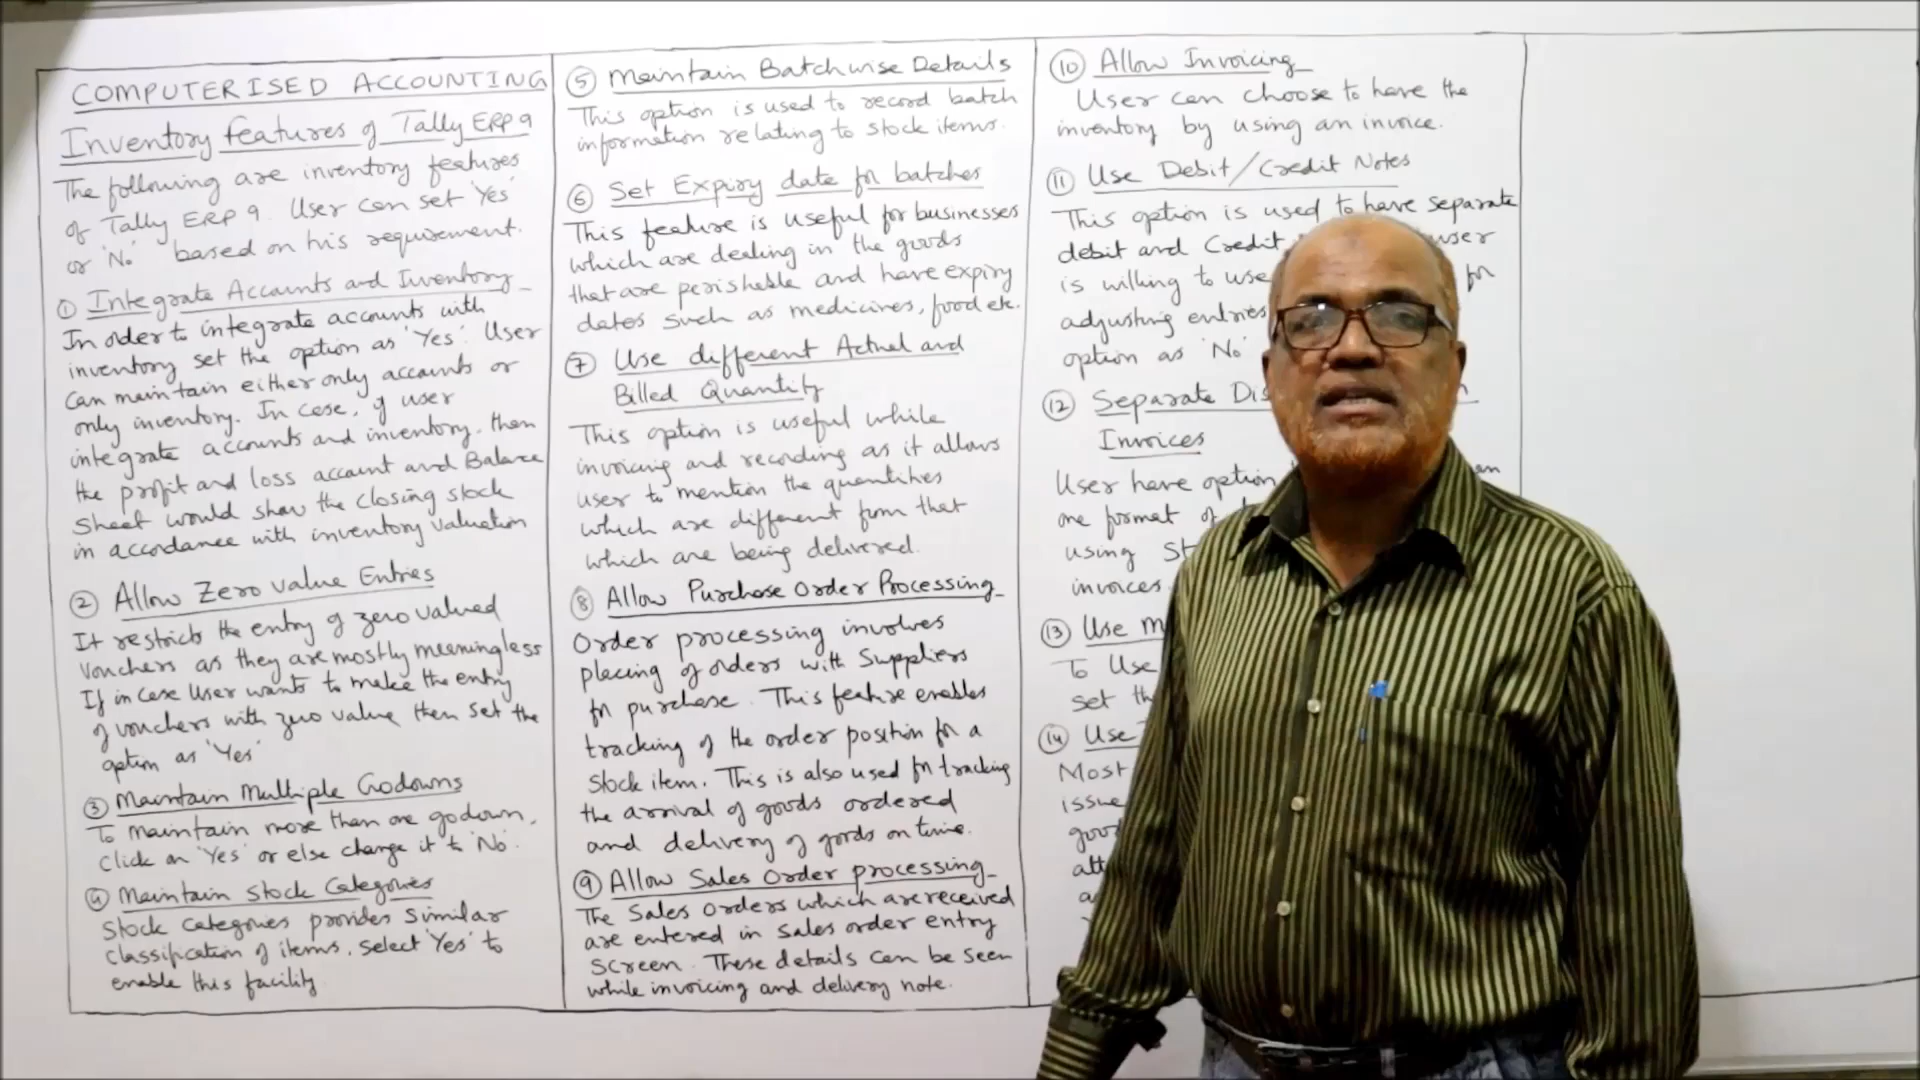 COMPUTERISED ACCOUNTING
Inventory features of Tally ERP 9
The following are inventory features
of Tally ERP 9. User can set 'Yes'
or 'No' based on his requirement.
① Integrate Accounts and Inventory
In order to integrate accounts with
inventory set the option as 'Yes'. User
can maintain either only accounts or
only inventory. In case, if user
integrate accounts and inventory, then
the profit and loss account and Balance
Sheet would show the closing stock
in accordance with inventory valuation
② Allow Zero value Entries
It restricts the entry of zero valued
vouchers as they are mostly meaningless
If in case User wants to make the entry
of vouchers with zero value then set the
option as 'Yes'
③ Maintain Multiple Godowns
To maintain more than one godown,
click on 'Yes' or else change it to 'No'.
④ Maintain Stock Categories
Stock Categories provides similar
classification of items. Select 'Yes' to
enable this facility
⑤ Maintain Batchwise Details
This option is used to record batch
information relating to stock items.
⑥ Set Expiry date for batches
This feature is useful for businesses
which are dealing in the goods
that are perishable and have expiry
dates such as medicines, food etc.
⑦ Use different Actual and
Billed Quantity
This option is useful while
invoicing and recording as it allows
user to mention the quantities
which are different from that
which are being delivered.
⑧ Allow Purchase Order Processing
Order processing involves
placing of orders with Suppliers
for purchase. This feature enables
tracking of the order position for a
stock item. This is also used for tracking
the arrival of goods ordered
and delivery of goods on time.
⑨ Allow Sales Order processing
The Sales Orders which are received
are entered in sales order entry
screen. These details can be seen
while invoicing and delivery note.
⑩ Allow Invoicing
User can choose to have the
inventory by using an invoice.
⑪ Use Debit/Credit Notes
This option is used to have separate
debit and Credit user
is willing to use for
adjusting entries
option as 'No'
⑫ Separate
Invoices
User have option
one format of
using
invoices.
⑬ Use
To Use
set
⑭ Use
Most